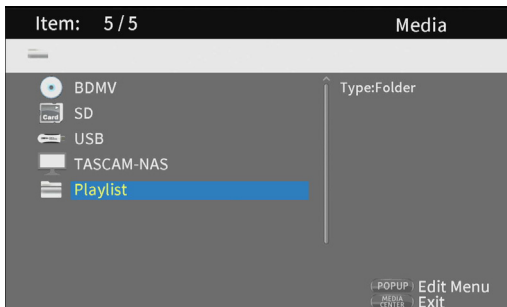 Item: 5/5 Media
BDMV
Type:Folder
Card SD
USB
TASCAM-NAS
Playlist
POPUP Edit Menu
MEDIA CENTER Exit